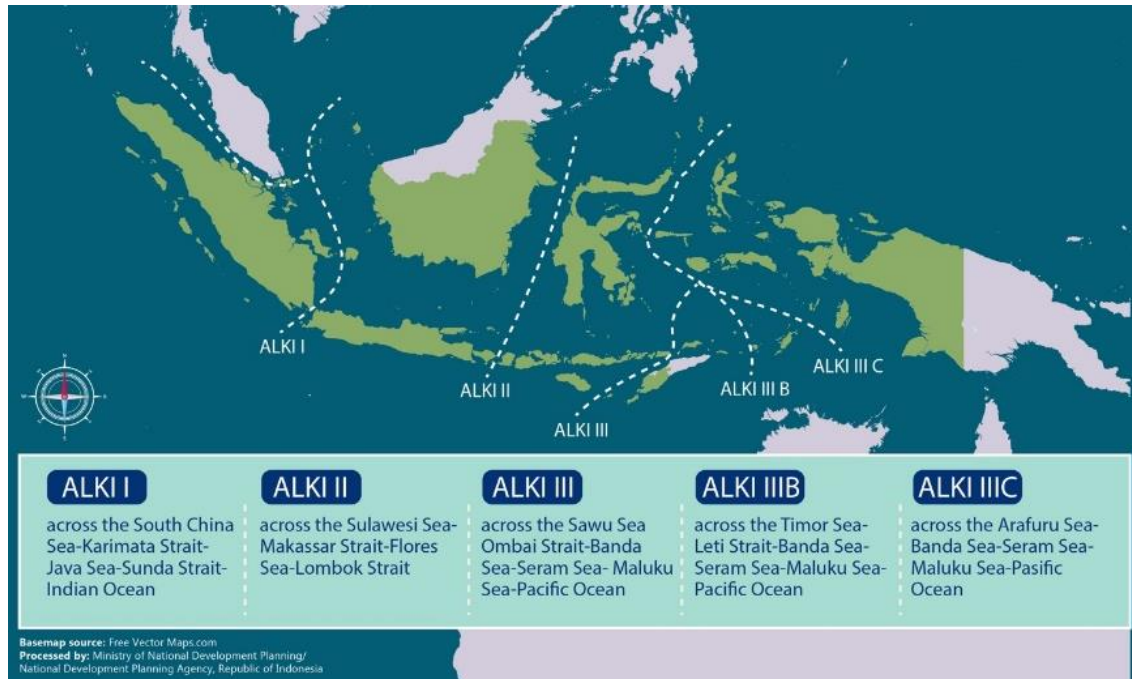 ALKI I
ALKI II
ALKI III
ALKI III B
ALKI III C
N
W
E
S
ALKI I
across the South China
Sea-Karimata Strait-
Java Sea-Sunda Strait-
Indian Ocean
ALKI II
across the Sulawesi Sea-
Makassar Strait-Flores
Sea-Lombok Strait
ALKI III
across the Sawu Sea
Ombai Strait-Banda
Sea-Seram Sea- Maluku
Sea-Pacific Ocean
ALKI IIIB
across the Timor Sea-
Leti Strait-Banda Sea-
Seram Sea-Maluku Sea-
Pacific Ocean
ALKI IIIC
across the Arafuru Sea-
Banda Sea-Seram Sea-
Maluku Sea-Pasific
Ocean
Basemap source: Free Vector Maps.com
Processed by: Ministry of National Development Planning/
National Development Planning Agency, Republic of Indonesia